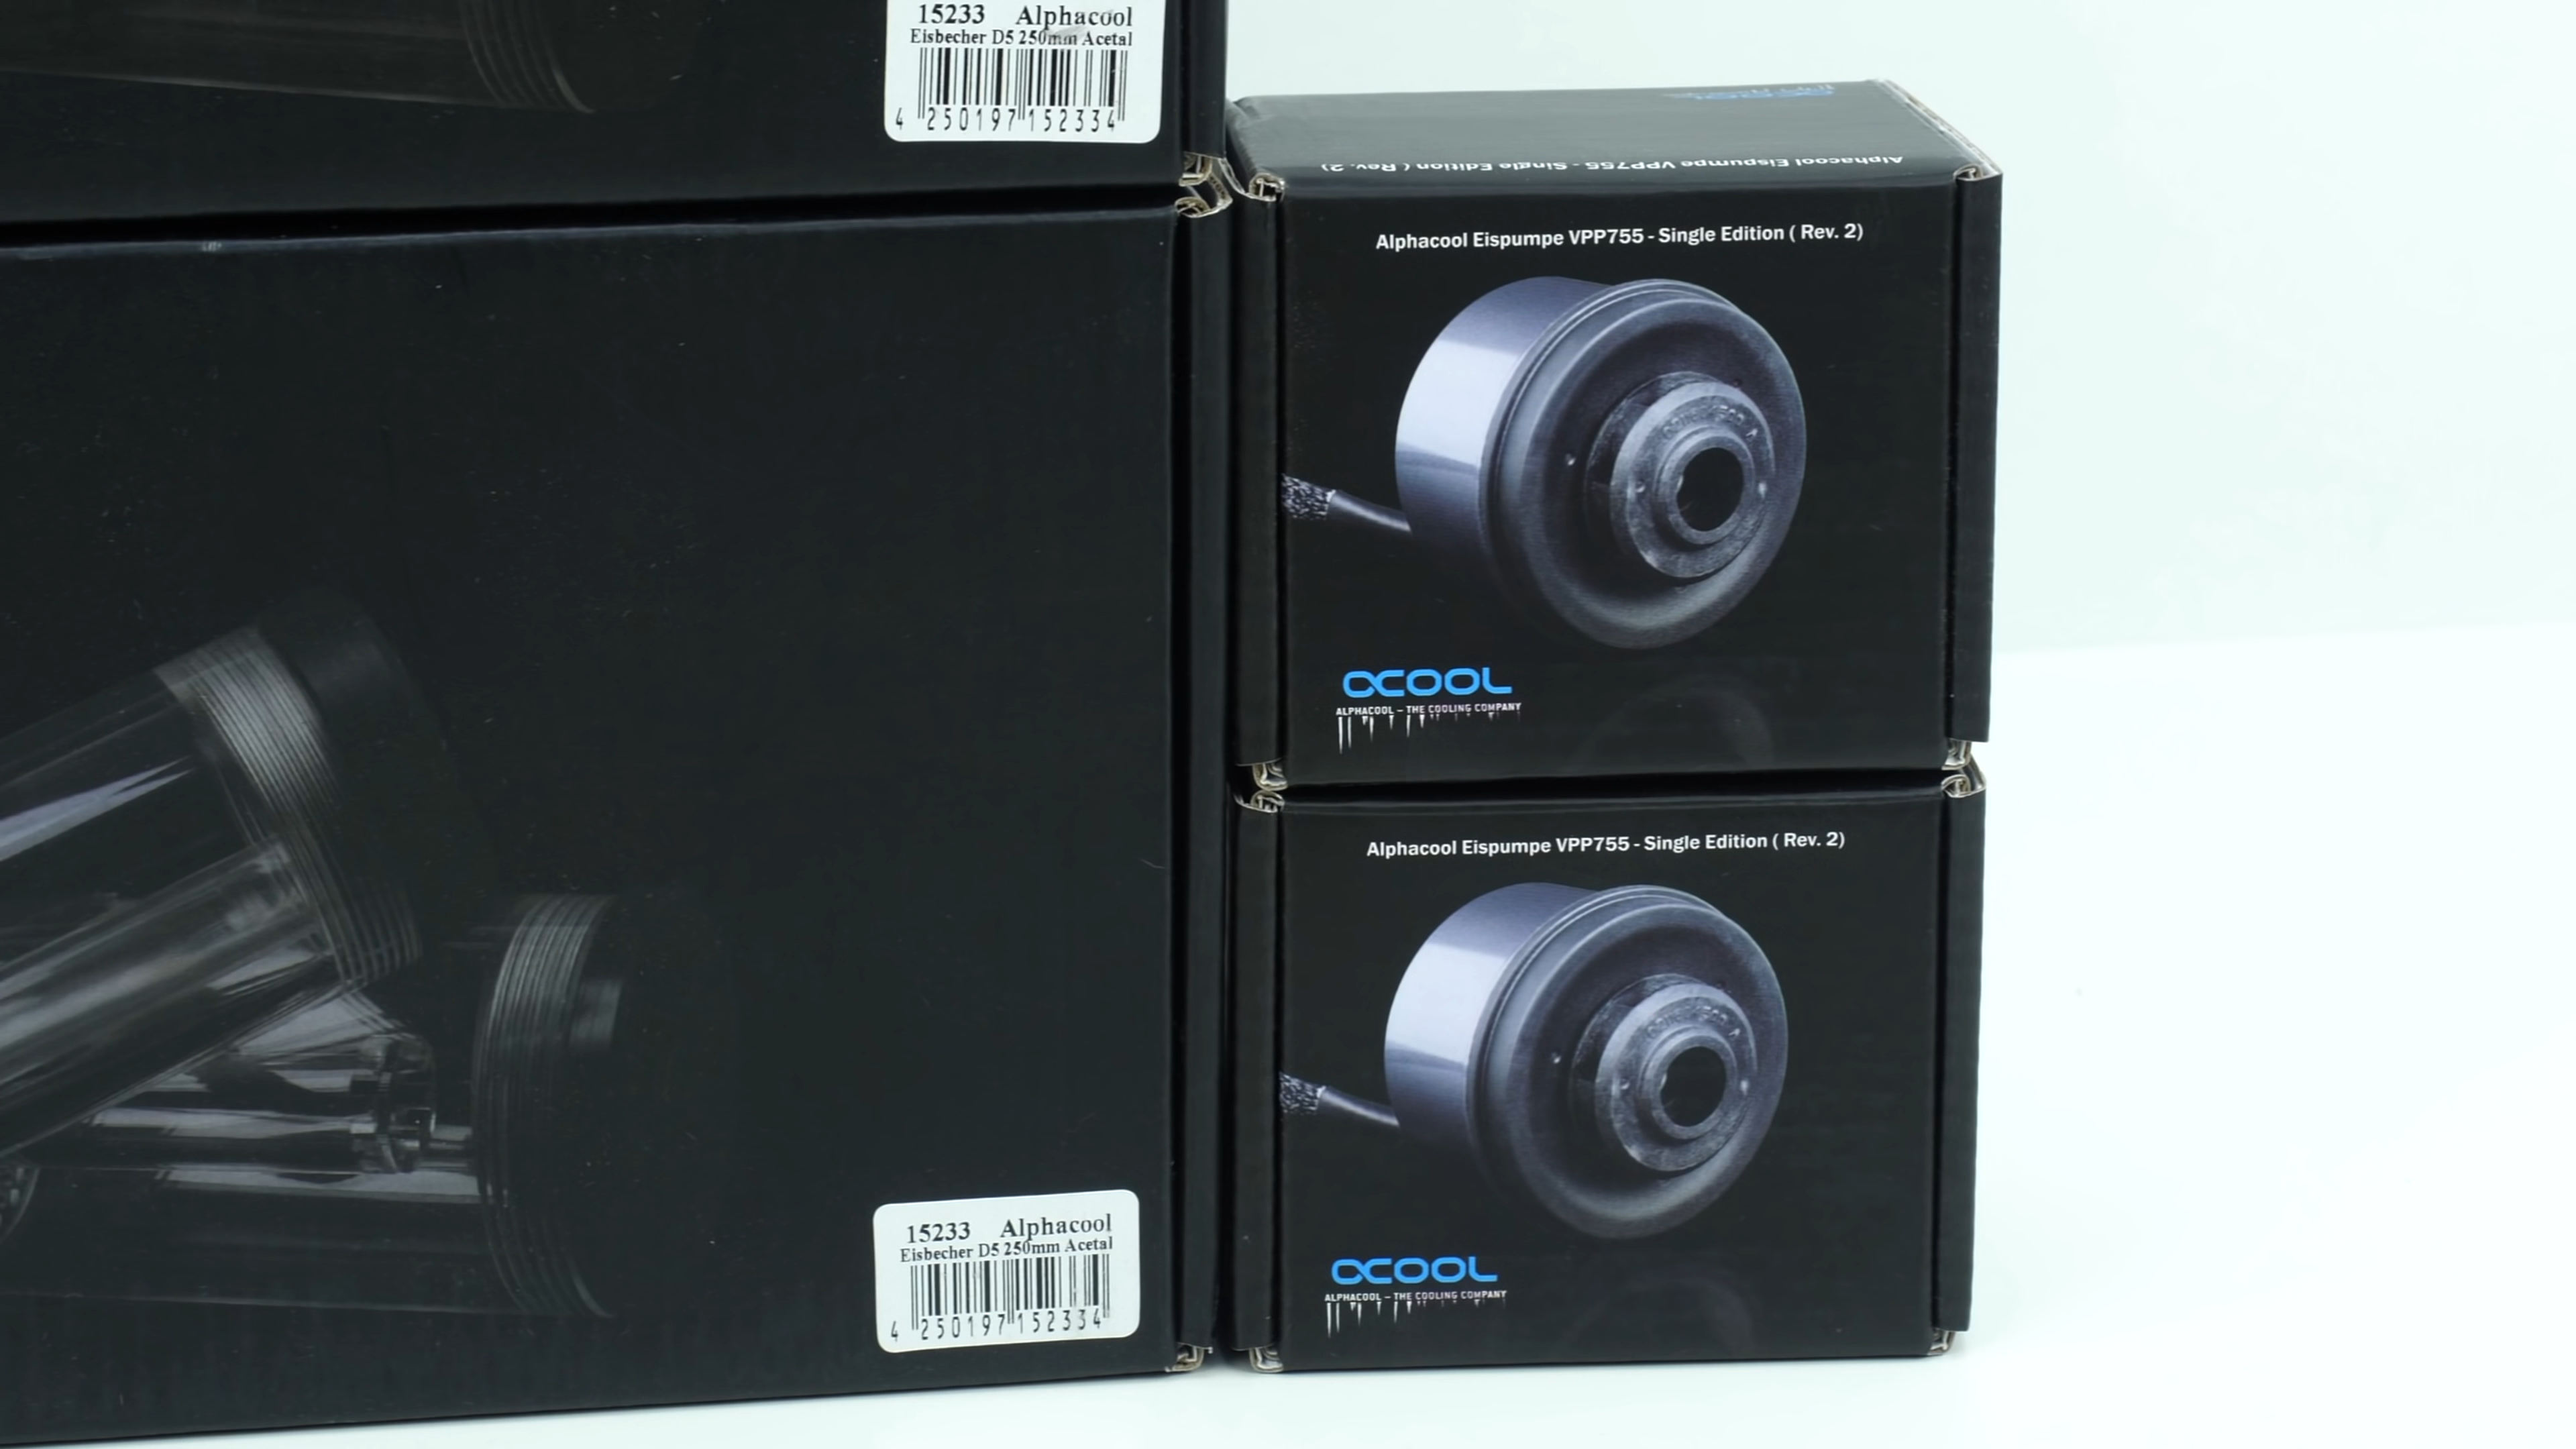 15233 Alphacool
Eisbecher D5 250mm Acetal
4 250197 152334
Alphacool Eispumpe VPP755 - Single Edition ( Rev. 2)
Alphacool Eispumpe VPP755 - Single Edition ( Rev. 2)
COOL
ALPHACOOL – THE COOLING COMPANY
Alphacool Eispumpe VPP755 - Single Edition ( Rev. 2)
COOL
ALPHACOOL – THE COOLING COMPANY
15233 Alphacool
Eisbecher D5 250mm Acetal
4 250197 152334